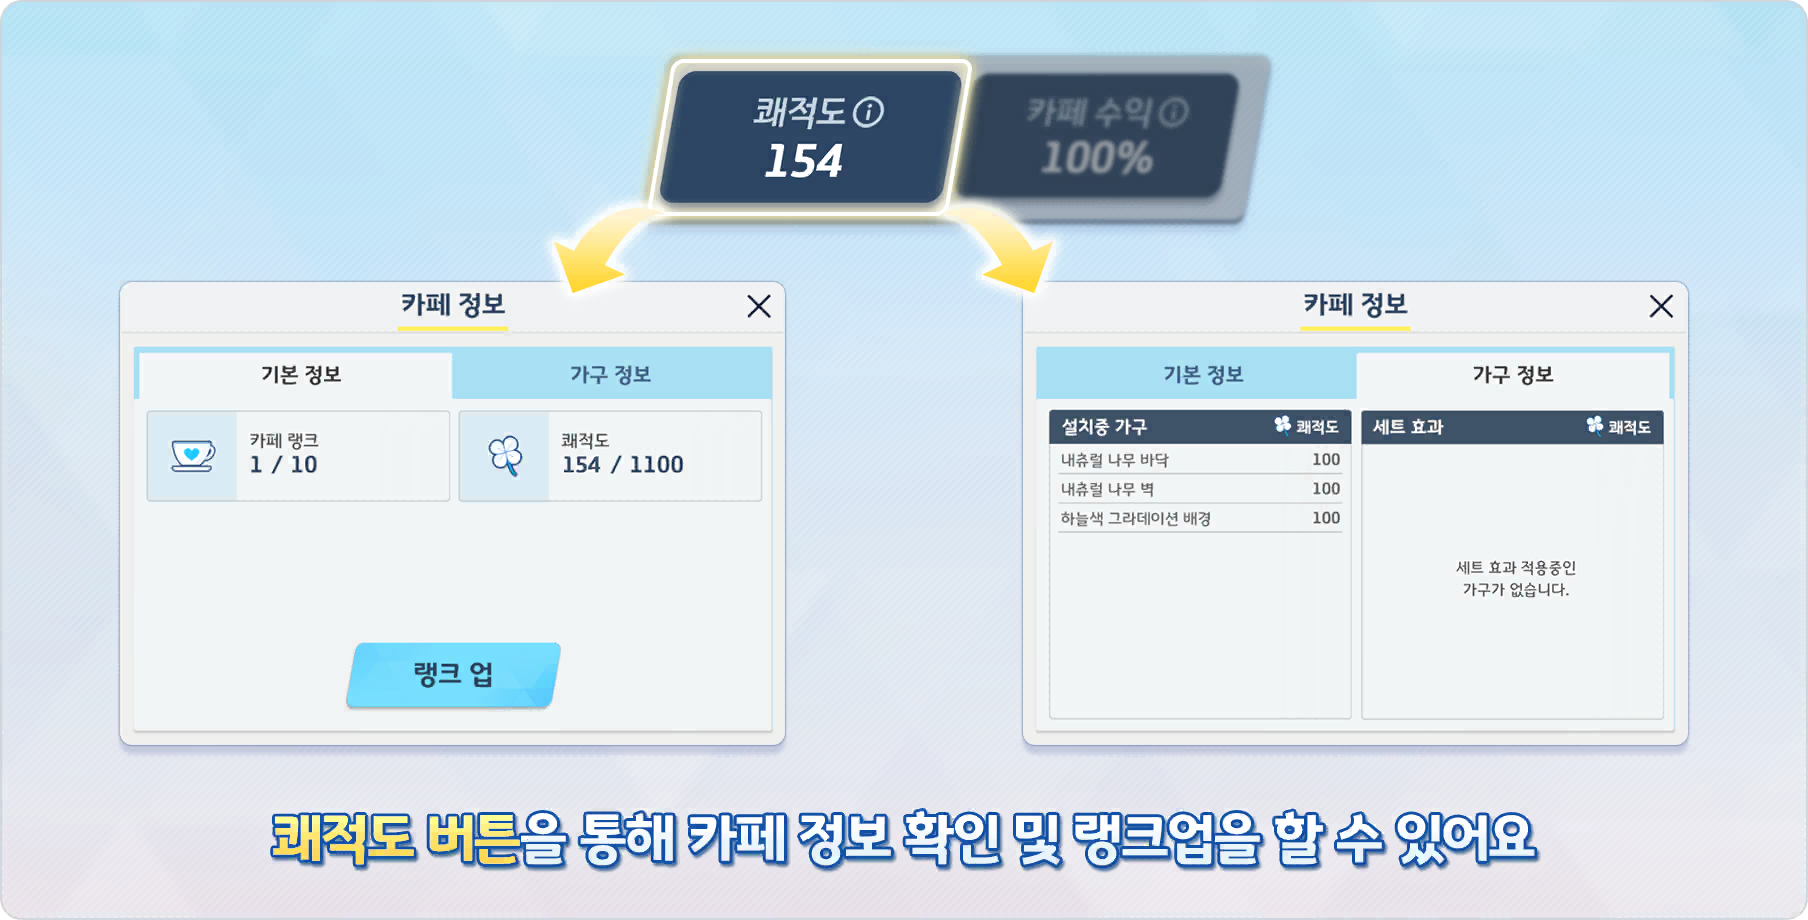 쾌적도 ⓘ
154
카페 수익 ⓘ
100%
카페 정보
기본 정보
가구 정보
카페 랭크
1 / 10
쾌적도
154 / 1100
랭크 업
카페 정보
기본 정보
가구 정보
설치중 가구 쾌적도
내츄럴 나무 바닥 100
내츄럴 나무 벽 100
하늘색 그라데이션 배경 100
세트 효과 쾌적도
세트 효과 적용중인
가구가 없습니다.
쾌적도 버튼을 통해 카페 정보 확인 및 랭크업을 할 수 있어요